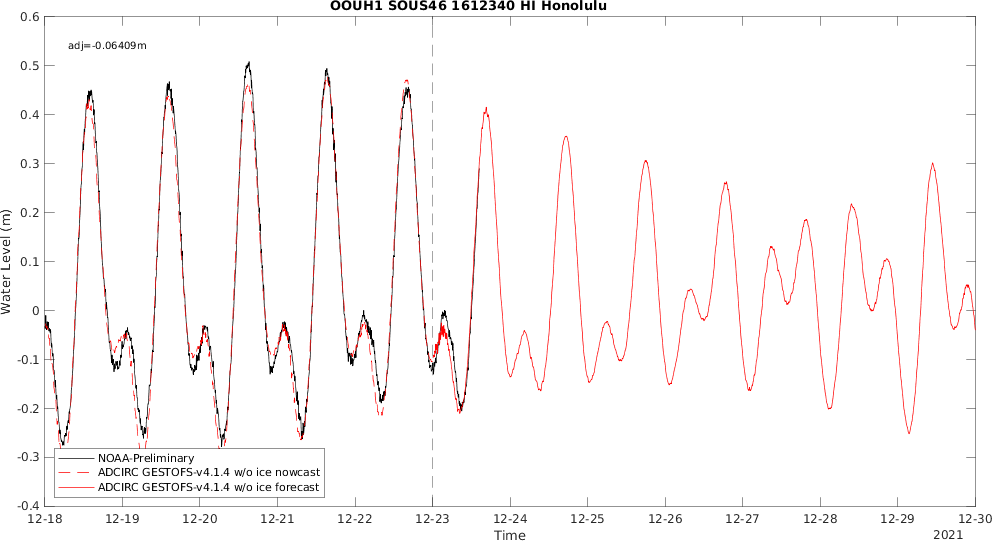 OOUH1 SOUS46 1612340 HI Honolulu
adj=-0.06409m
0.6
0.5
0.4
0.3
0.2
0.1
0
-0.1
-0.2
-0.3
-0.4
Water Level (m)
NOAA-Preliminary
ADCIRC GESTOFS-v4.1.4 w/o ice nowcast
ADCIRC GESTOFS-v4.1.4 w/o ice forecast
12-18 12-19 12-20 12-21 12-22 12-23 12-24 12-25 12-26 12-27 12-28 12-29 12-30
Time
2021